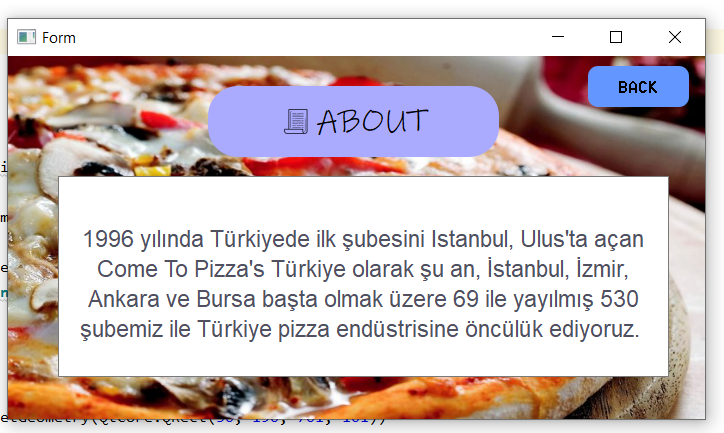 Form
BACK
ABOUT
1996 yılında Türkiyede ilk şubesini Istanbul, Ulus'ta açan
Come To Pizza's Türkiye olarak şu an, İstanbul, İzmir,
Ankara ve Bursa başta olmak üzere 69 ile yayılmış 530
şubemiz ile Türkiye pizza endüstrisine öncülük ediyoruz.